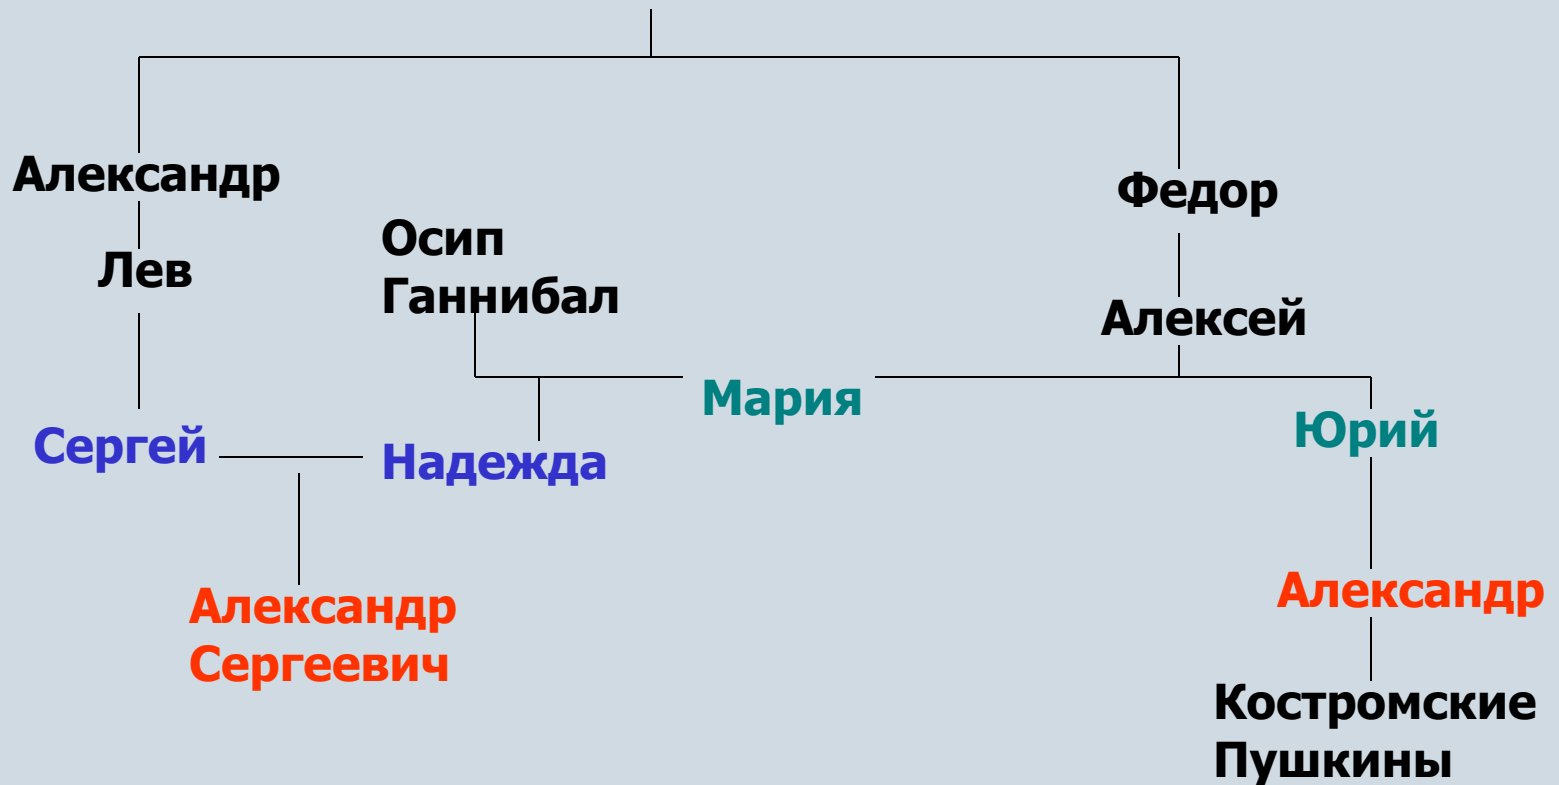 Александр
Федор
Осип
Ганнибал
Лев
Алексей
Мария
Юрий
Сергей
Надежда
Александр
Сергеевич
Александр
Костромские
Пушкины